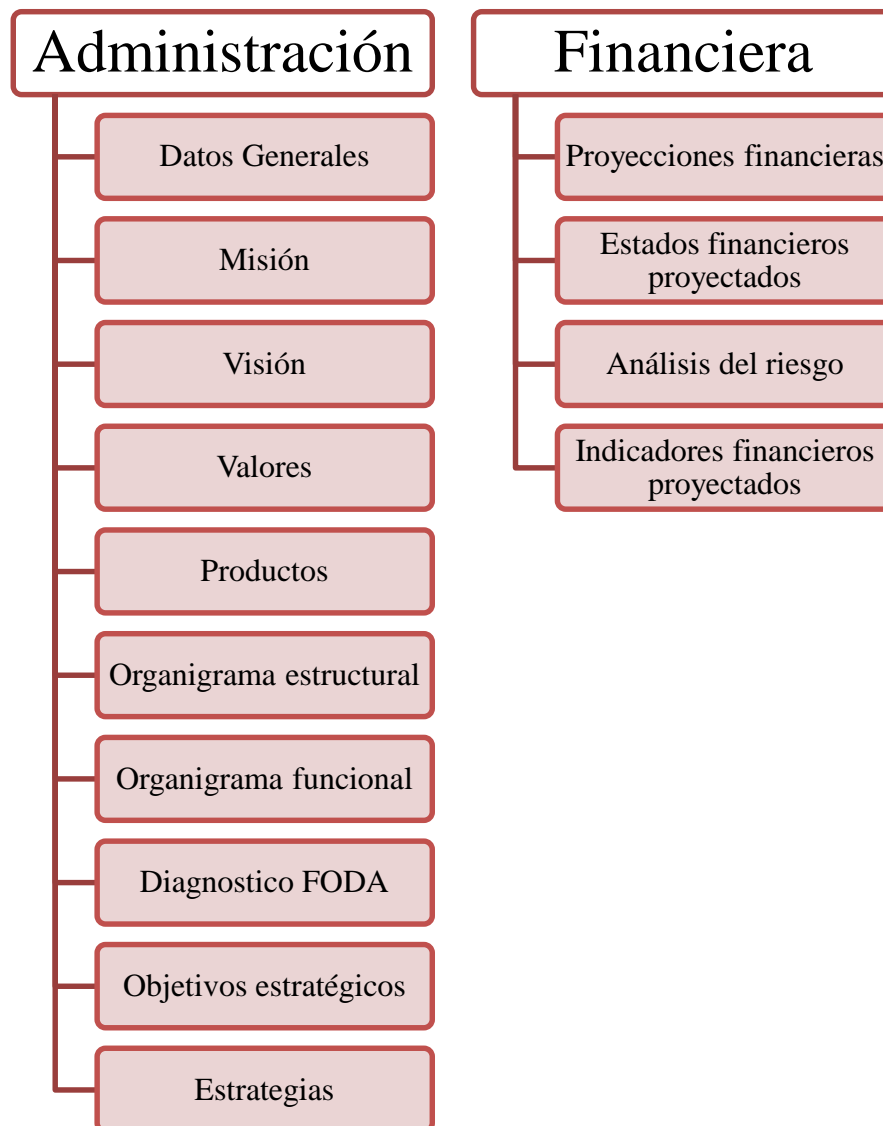 Administración
Datos Generales
Misión
Visión
Valores
Productos
Organigrama estructural
Organigrama funcional
Diagnostico FODA
Objetivos estratégicos
Estrategias
Financiera
Proyecciones financieras
Estados financieros
proyectados
Análisis del riesgo
Indicadores financieros
proyectados